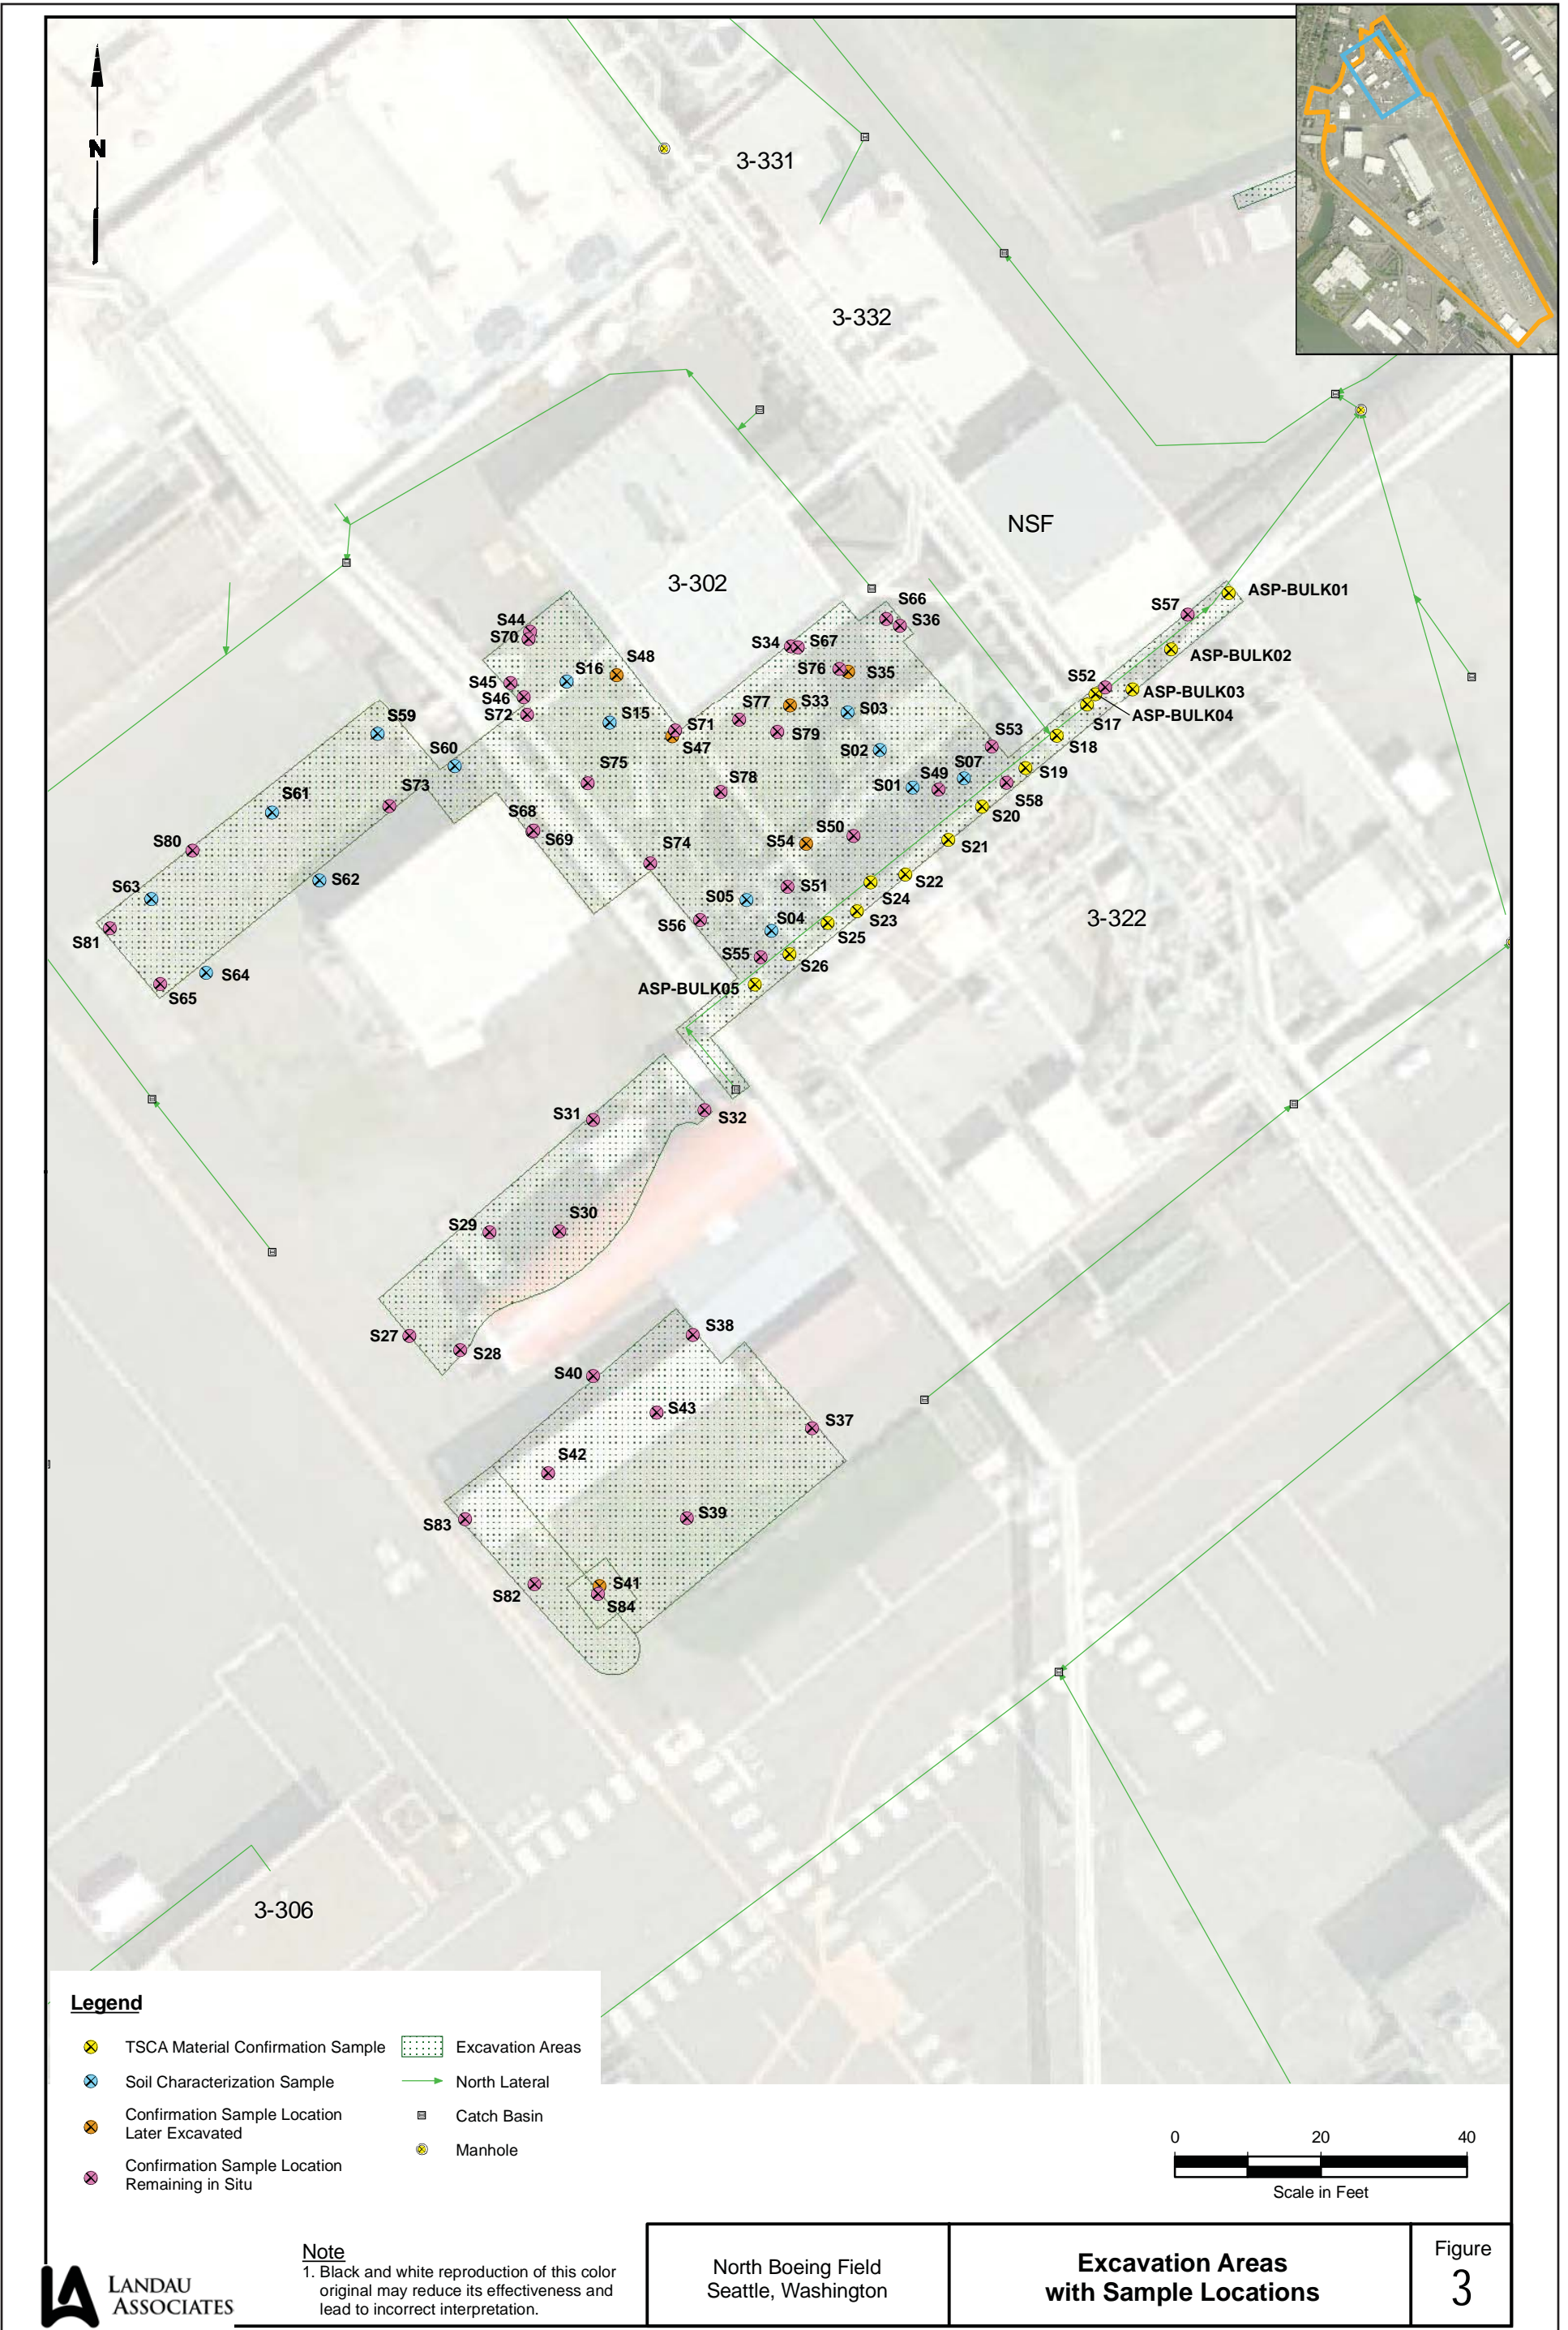 N
3-331
3-332
NSF
3-302
ASP-BULK01
S57
S66
S36
S44
S70
S34
S67
ASP-BULK02
S16
S48
S76
S35
S52
ASP-BULK03
S45
S46
S77
S33
S03
ASP-BULK04
S72
S15
S71
S17
S59
S47
S79
S53
S18
S60
S02
S75
S78
S01
S49
S07
S19
S73
S58
S61
S68
S69
S20
S80
S74
S54
S50
S21
S63
S62
S05
S51
S22
S24
S81
S56
S04
S23
3-322
S25
S64
S55
S26
S65
ASP-BULK05
S31
S32
S29
S30
S27
S28
S38
S40
S43
S37
S42
S83
S39
S82
S41
S84
3-306
Legend
TSCA Material Confirmation Sample
Excavation Areas
Soil Characterization Sample
North Lateral
Confirmation Sample Location
Later Excavated
Catch Basin
Manhole
Confirmation Sample Location
Remaining in Situ
0 20 40
Scale in Feet
LANDAU
ASSOCIATES
Note
1. Black and white reproduction of this color
original may reduce its effectiveness and
lead to incorrect interpretation.
North Boeing Field
Seattle, Washington
Excavation Areas
with Sample Locations
Figure
3